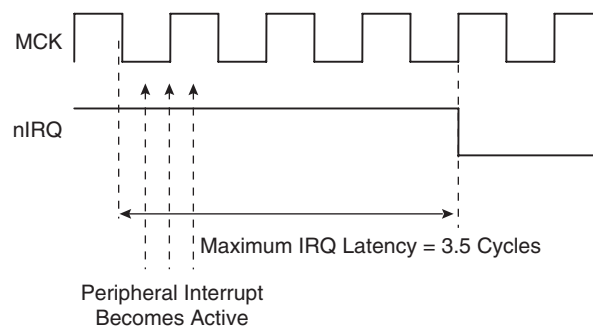 MCK
nIRQ
Maximum IRQ Latency = 3.5 Cycles
Peripheral Interrupt
Becomes Active